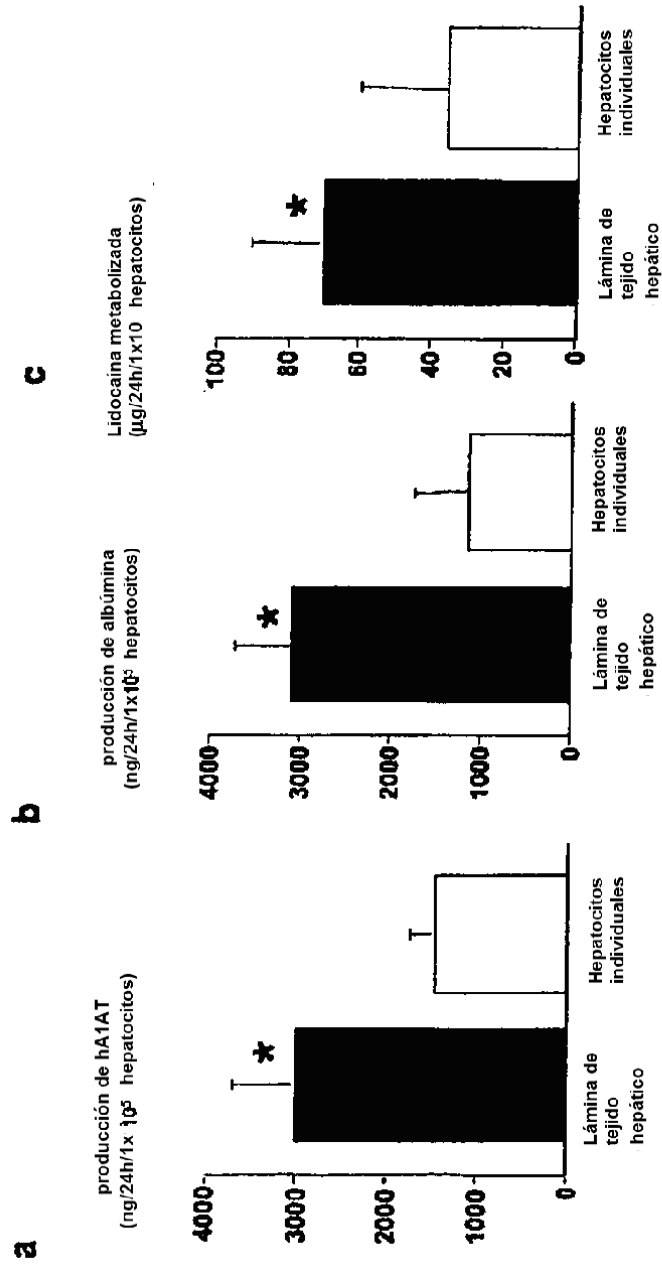 a
producción de hA1AT
(ng/24h/1x 10⁵ hepatocitos)
4000
3000
2000
1000
0
*
Lámina de
tejido
hepático
Hepatocitos
individuales
b
producción de albúmina
(ng/24h/1x10⁵ hepatocitos)
4000
3000
2000
1000
0
*
Lámina de
tejido
hepático
Hepatocitos
individuales
c
Lidocaina metabolizada
(µg/24h/1x10 hepatocitos)
100
80
60
40
20
0
*
Lámina de
tejido
hepático
Hepatocitos
individuales